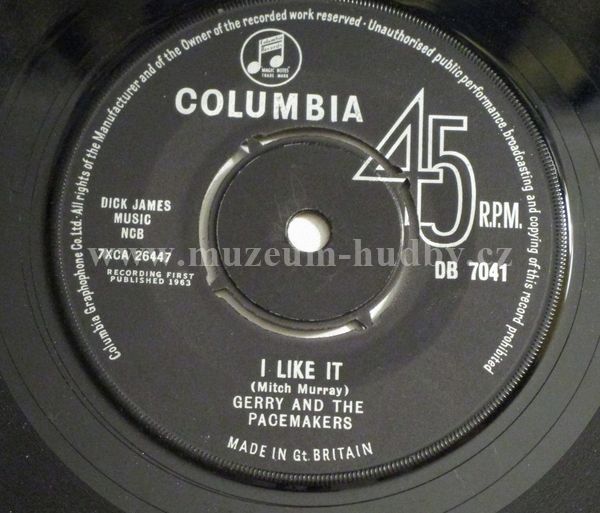 Columbia Graphophone Co. Ltd. All rights of the Manufacturer and of the Owner of the recorded work reserved · Unauthorised public performance, broadcasting and copying of this record prohibited
MAGIC NOTES
TRADE MARK
COLUMBIA
45
R.P.M.
DICK JAMES
MUSIC
NCB
7XCA 26447
RECORDING FIRST
PUBLISHED 1963
DB 7041
www.muzeum-hudby.cz
I LIKE IT
(Mitch Murray)
GERRY AND THE
PACEMAKERS
MADE IN Gt. BRITAIN